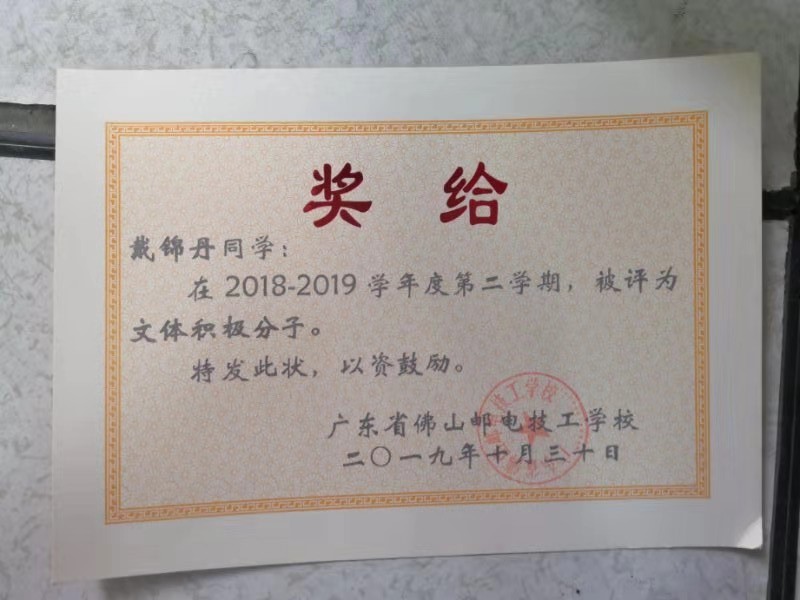 奖 给
戴锦丹同学：
在 2018-2019 学年度第二学期，被评为
文体积极分子。
特发此状，以资鼓励。
广东省佛山邮电技工学校
二〇一九年十月三十日